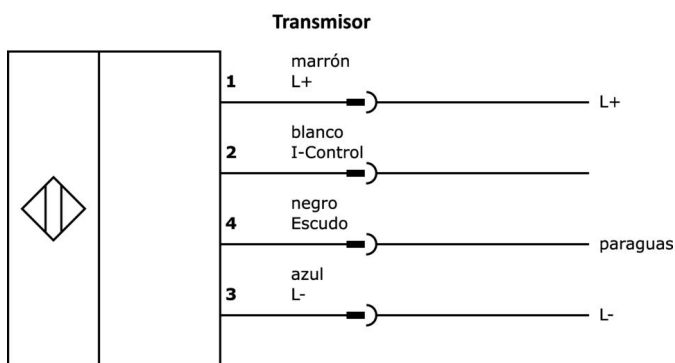 Transmisor
marrón
1 L+
L+
blanco
2 I-Control
negro
4 Escudo
paraguas
azul
3 L-
L-